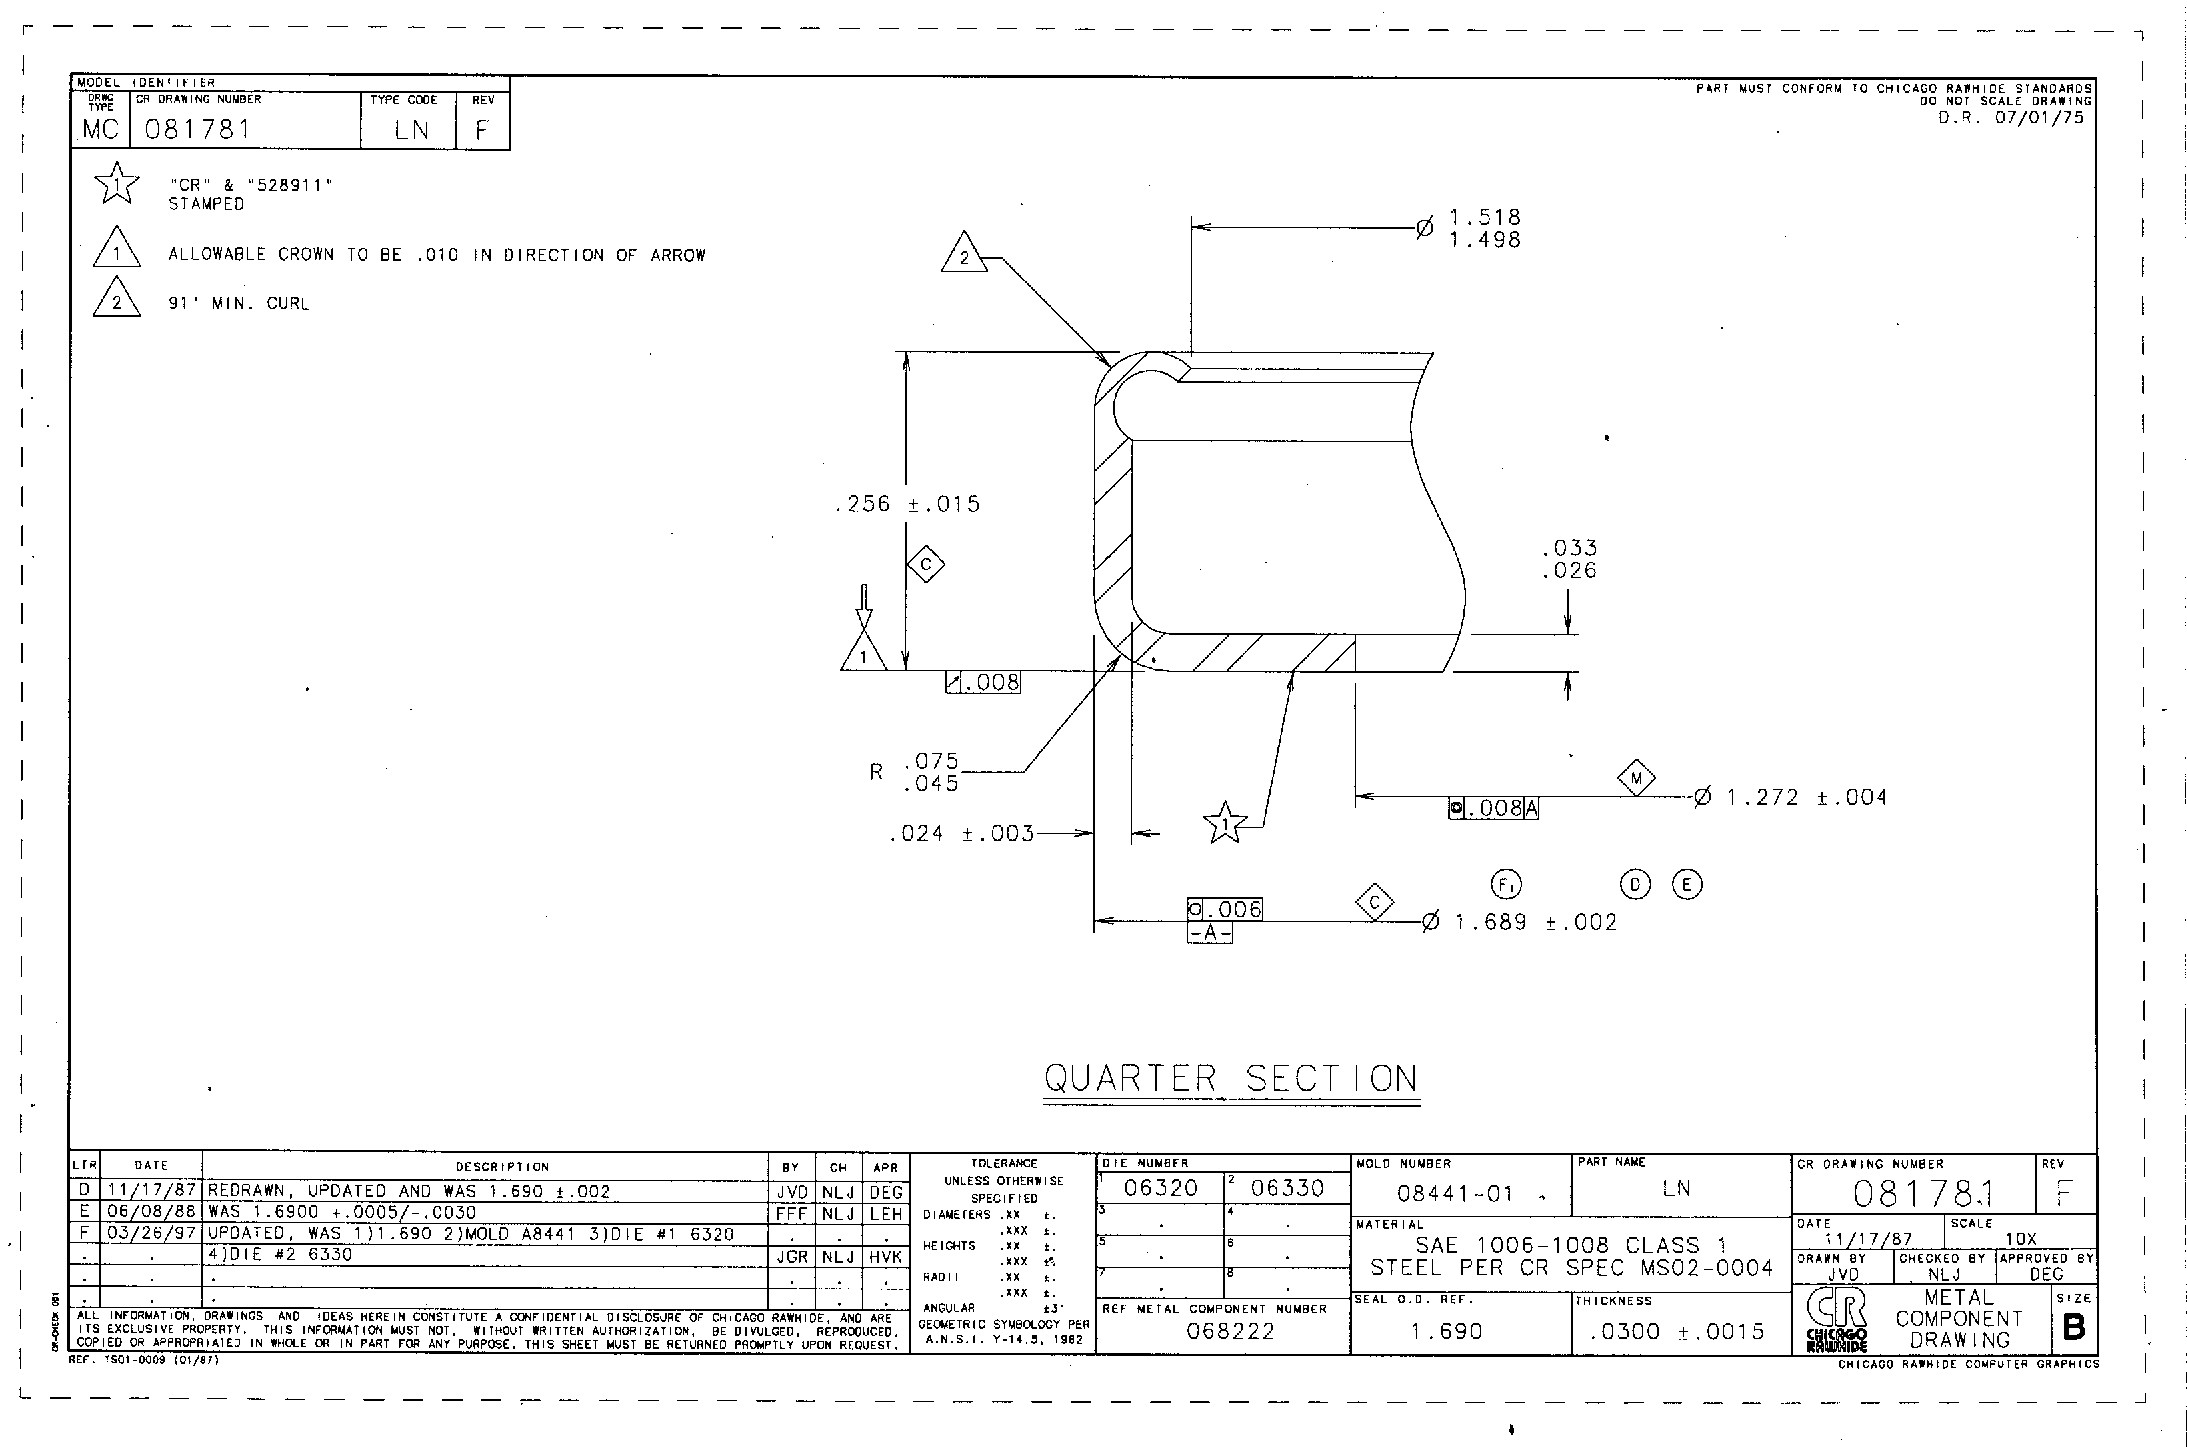 MODEL IDENTIFIER
DRWG TYPE CR DRAWING NUMBER TYPE CODE REV
MC 081781 LN F
PART MUST CONFORM TO CHICAGO RAWHIDE STANDARDS
DO NOT SCALE DRAWING
D.R. 07/01/75
1 "CR" & "528911"
STAMPED
1 ALLOWABLE CROWN TO BE .010 IN DIRECTION OF ARROW
2 91° MIN. CURL
2
Ø 1.518
1.498
.256 ±.015
C
.033
.026
1
.008
R .075
.045
M
.008 A
Ø 1.272 ±.004
.024 ±.003
1
F1 D E
.006
-A-
C
Ø 1.689 ±.002
QUARTER SECTION
LTR DATE DESCRIPTION BY CH APR
D 11/17/87 REDRAWN, UPDATED AND WAS 1.690 ±.002 JVD NLJ DEG
E 06/08/88 WAS 1.6900 +.0005/-.0030 FFF NLJ LEH
F 03/26/97 UPDATED, WAS 1)1.690 2)MOLD A8441 3)DIE #1 6320
4)DIE #2 6330 JGR NLJ HVK
ALL INFORMATION, DRAWINGS AND IDEAS HEREIN CONSTITUTE A CONFIDENTIAL DISCLOSURE OF CHICAGO RAWHIDE, AND ARE
ITS EXCLUSIVE PROPERTY. THIS INFORMATION MUST NOT, WITHOUT WRITTEN AUTHORIZATION, BE DIVULGED, REPRODUCED,
COPIED OR APPROPRIATED IN WHOLE OR IN PART FOR ANY PURPOSE. THIS SHEET MUST BE RETURNED PROMPTLY UPON REQUEST.
REF. TS01-0009 (01/87)
TOLERANCE
UNLESS OTHERWISE
SPECIFIED
DIAMETERS .XX ±.
.XXX ±.
HEIGHTS .XX ±.
.XXX ±.
RADII .XX ±.
.XXX ±.
ANGULAR ±3°
GEOMETRIC SYMBOLOGY PER
A.N.S.I. Y-14.5, 1982
DIE NUMBER
1 06320 2 06330
3 4
5 6
7 8
REF METAL COMPONENT NUMBER
068222
MOLD NUMBER
08441-01
PART NAME
LN
MATERIAL
SAE 1006-1008 CLASS 1
STEEL PER CR SPEC MS02-0004
SEAL O.D. REF.
1.690
THICKNESS
.0300 ±.0015
CR DRAWING NUMBER REV
081781 F
DATE SCALE
11/17/87 10X
DRAWN BY CHECKED BY APPROVED BY
JVD NLJ DEG
CR
CHICAGO
RAWHIDE
METAL
COMPONENT
DRAWING
SIZE
B
CHICAGO RAWHIDE COMPUTER GRAPHICS